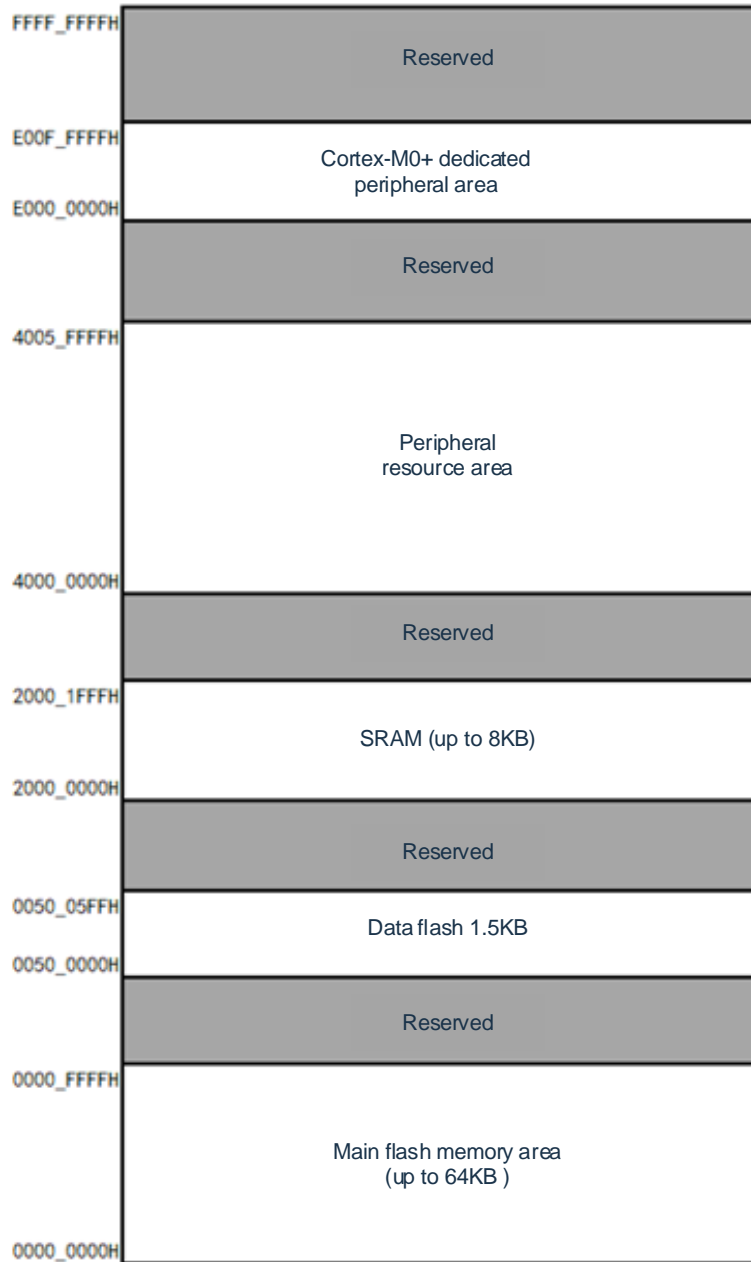 FFFF_FFFFH
Reserved
E00F_FFFFH
Cortex-M0+ dedicated
peripheral area
E000_0000H
Reserved
4005_FFFFH
Peripheral
resource area
4000_0000H
Reserved
2000_1FFFH
SRAM (up to 8KB)
2000_0000H
Reserved
0050_05FFH
Data flash 1.5KB
0050_0000H
Reserved
0000_FFFFH
Main flash memory area
(up to 64KB )
0000_0000H